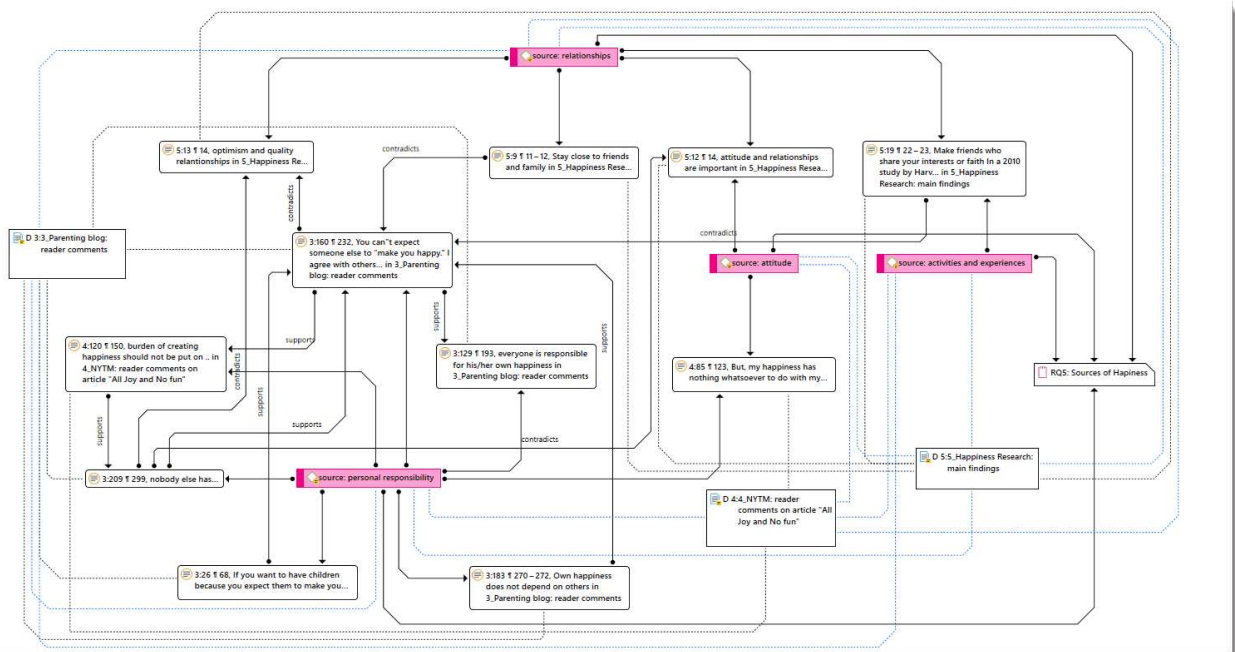 source: relationships
contradicts
5:13 ¶ 14, optimism and quality
relantionships in 5_Happiness Re...
5:9 ¶ 11 – 12, Stay close to friends
and family in 5_Happiness Rese...
5:12 ¶ 14, attitude and relationships
are important in 5_Happiness Resea...
5:19 ¶ 22 – 23, Make friends who
share your interests or faith In a 2010
study by Harv... in 5_Happiness
Research: main findings
contradicts
contradicts
D 3:3_Parenting blog:
reader comments
3:160 ¶ 232, You can"t expect
someone else to "make you happy." I
agree with others... in 3_Parenting
blog: reader comments
source: attitude
source: activities and experiences
supports
supports
supports
supports
4:120 ¶ 150, burden of creating
happiness should not be put on .. in
4_NYTM: reader comments on
article "All Joy and No fun"
contradicts
3:129 ¶ 193, everyone is responsible
for his/her own happiness in
3_Parenting blog: reader comments
4:85 ¶ 123, But, my happiness has
nothing whatsoever to do with my...
RQ5: Sources of Hapiness
supports
supports
contradicts
3:209 ¶ 299, nobody else has...
source: personal responsibility
D 5:5_Happiness Research:
main findings
D 4:4_NYTM: reader
comments on article "All
Joy and No fun"
3:26 ¶ 68, If you want to have children
because you expect them to make you...
3:183 ¶ 270 – 272, Own happiness
does not depend on others in
3_Parenting blog: reader comments